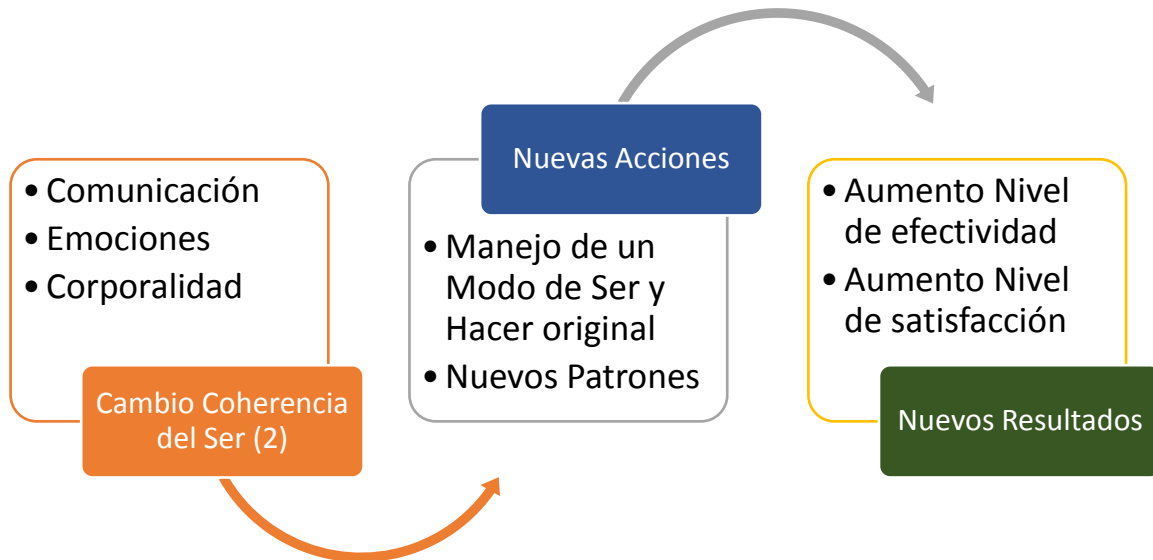 • Comunicación
• Emociones
• Corporalidad
Cambio Coherencia
del Ser (2)
Nuevas Acciones
• Manejo de un
Modo de Ser y
Hacer original
• Nuevos Patrones
• Aumento Nivel
de efectividad
• Aumento Nivel
de satisfacción
Nuevos Resultados